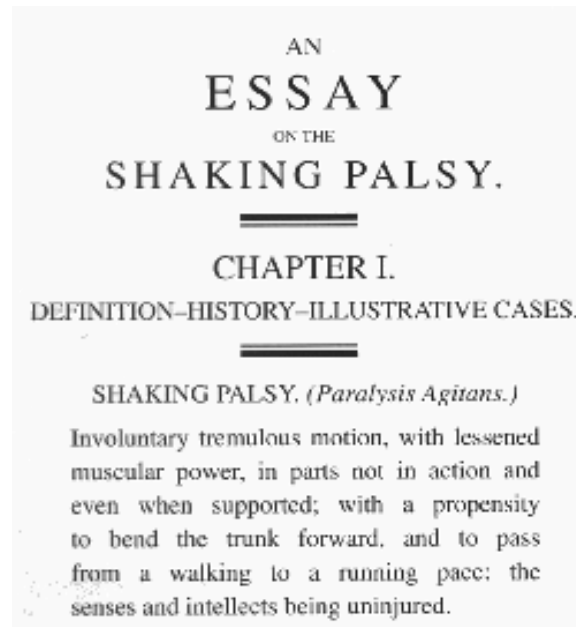 AN
ESSAY
ON THE
SHAKING PALSY.
CHAPTER I.
DEFINITION–HISTORY–ILLUSTRATIVE CASES.
SHAKING PALSY. (Paralysis Agitans.)
Involuntary tremulous motion, with lessened
muscular power, in parts not in action and
even when supported; with a propensity
to bend the trunk forward, and to pass
from a walking to a running pace: the
senses and intellects being uninjured.